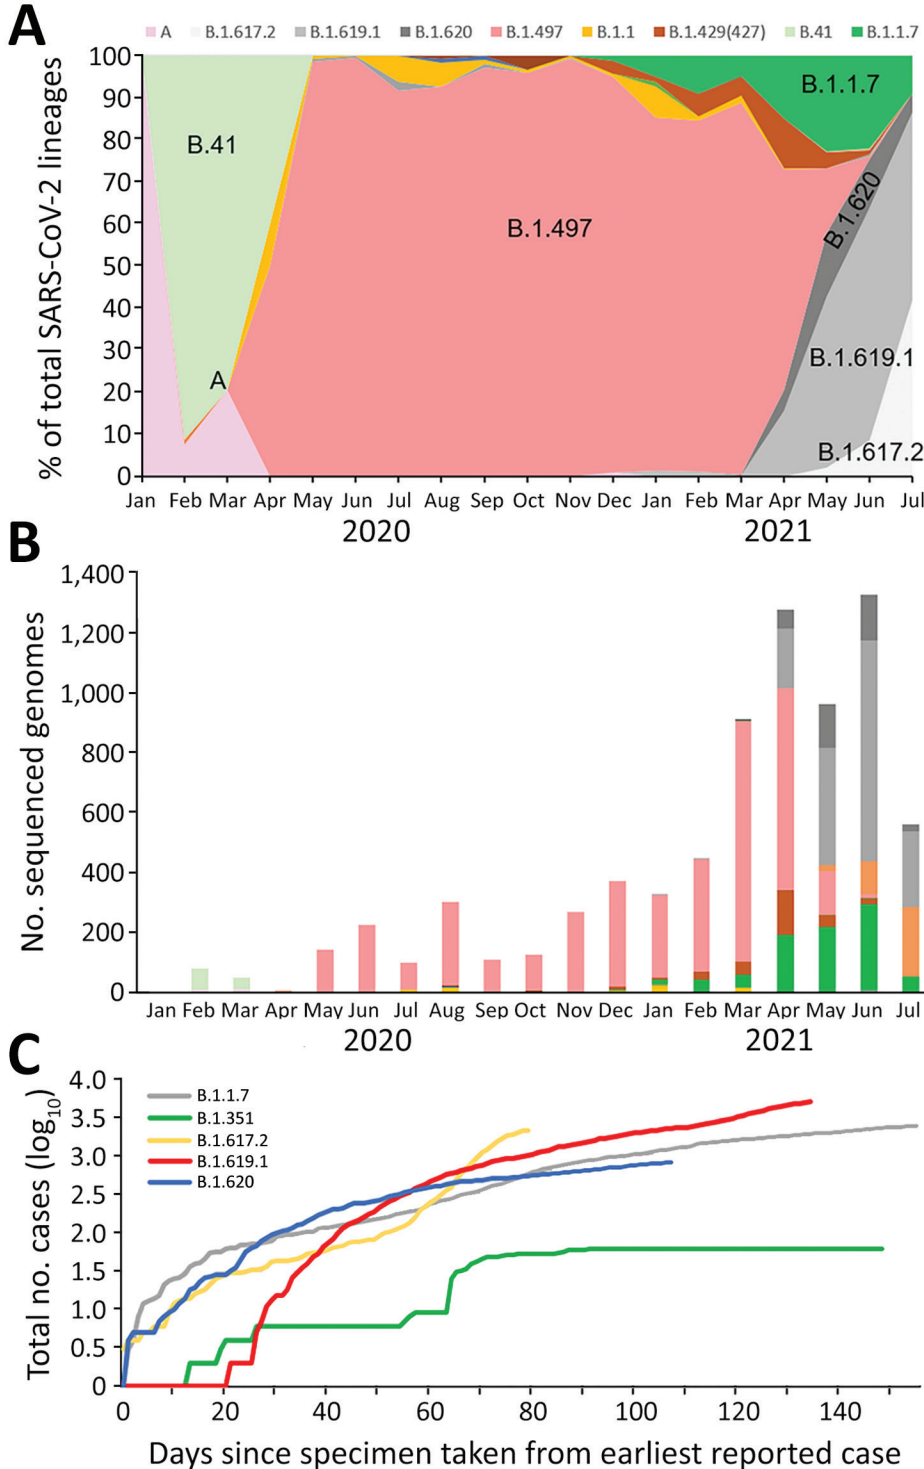 A
A B.1.617.2 B.1.619.1 B.1.620 B.1.497 B.1.1 B.1.429(427) B.41 B.1.1.7
% of total SARS-CoV-2 lineages
100
90
80
70
60
50
40
30
20
10
0
B.41
A
B.1.497
B.1.1.7
B.1.620
B.1.619.1
B.1.617.2
Jan Feb Mar Apr May Jun Jul Aug Sep Oct Nov Dec Jan Feb Mar Apr May Jun Jul
2020 2021
B
No. sequenced genomes
1,400
1,200
1,000
800
600
400
200
0
Jan Feb Mar Apr May Jun Jul Aug Sep Oct Nov Dec Jan Feb Mar Apr May Jun Jul
2020 2021
C
Total no. cases (log10)
4.0
3.5
3.0
2.5
2.0
1.5
1.0
0.5
0
B.1.1.7
B.1.351
B.1.617.2
B.1.619.1
B.1.620
0 20 40 60 80 100 120 140
Days since specimen taken from earliest reported case